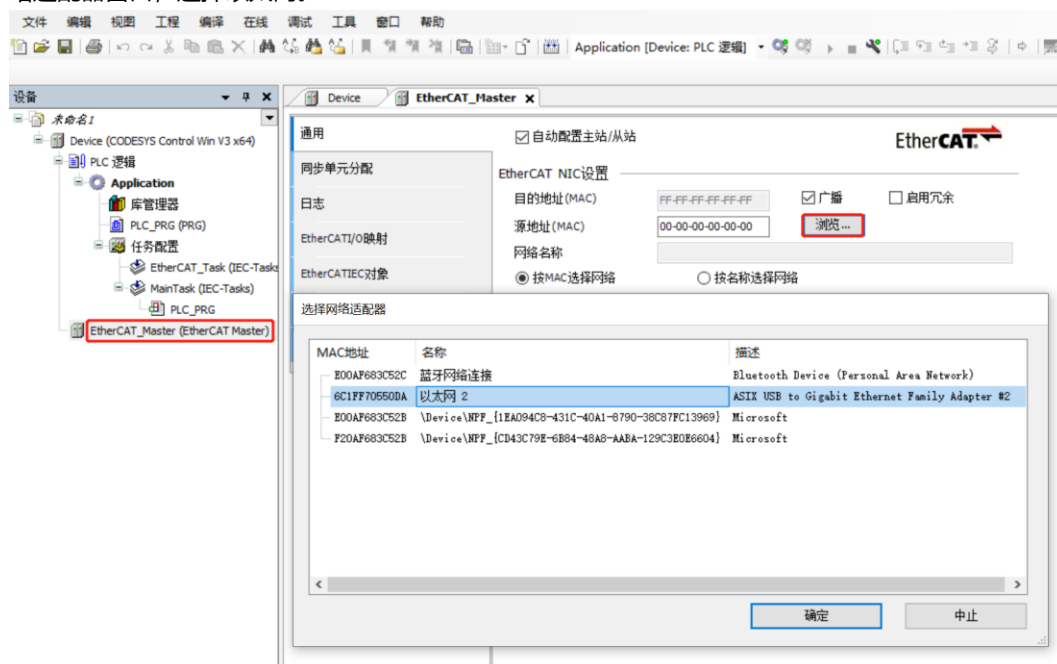 文件 编辑 视图 工程 编译 在线 调试 工具 窗口 帮助
Application [Device: PLC 逻辑]
设备
Device
EtherCAT_Master
未命名1
Device (CODESYS Control Win V3 x64)
PLC 逻辑
Application
库管理器
PLC_PRG (PRG)
任务配置
EtherCAT_Task (IEC-Tasks
MainTask (IEC-Tasks)
PLC_PRG
EtherCAT_Master (EtherCAT Master)
通用
同步单元分配
日志
EtherCATI/O映射
EtherCATIEC对象
自动配置主站/从站
EtherCAT
EtherCAT NIC设置
目的地址(MAC) FF-FF-FF-FF-FF-FF 广播 启用冗余
源地址(MAC) 00-00-00-00-00-00 浏览...
网络名称
按MAC选择网络 按名称选择网络
选择网络适配器
MAC地址 名称 描述
E00AF683C52C 蓝牙网络连接 Bluetooth Device (Personal Area Network)
6C1FF70550DA 以太网 2 ASIX USB to Gigabit Ethernet Family Adapter #2
E00AF683C52B \Device\NPF_{1EA094C8-431C-40A1-8790-38C87FC13969} Microsoft
F20AF683C52B \Device\NPF_{CD43C79E-6B84-48A8-AABA-129C3E0E6604} Microsoft
确定 中止